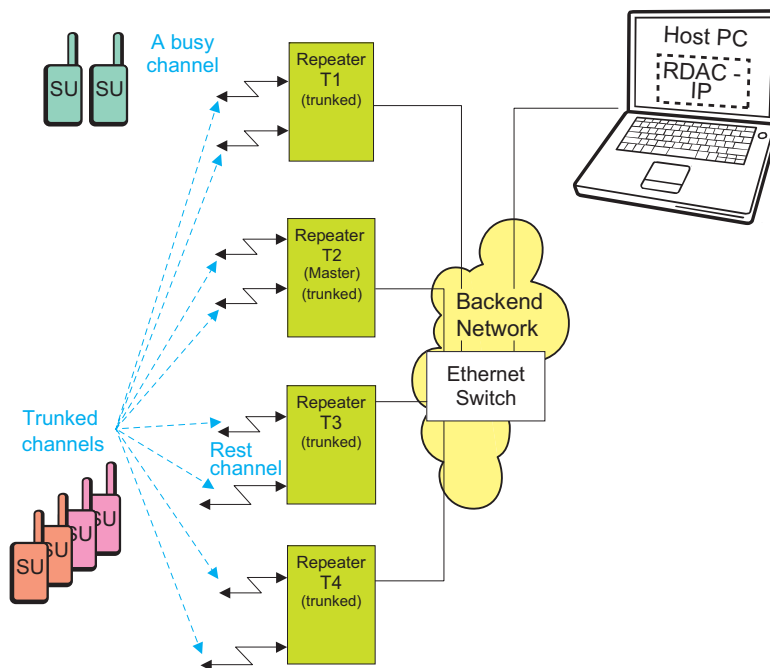 A busy
channel
SU
SU
Repeater
T1
(trunked)
Host PC
RDAC -
IP
Repeater
T2
(Master)
(trunked)
Backend
Network
Ethernet
Switch
Trunked
channels
Rest
channel
Repeater
T3
(trunked)
SU
SU
SU
SU
Repeater
T4
(trunked)